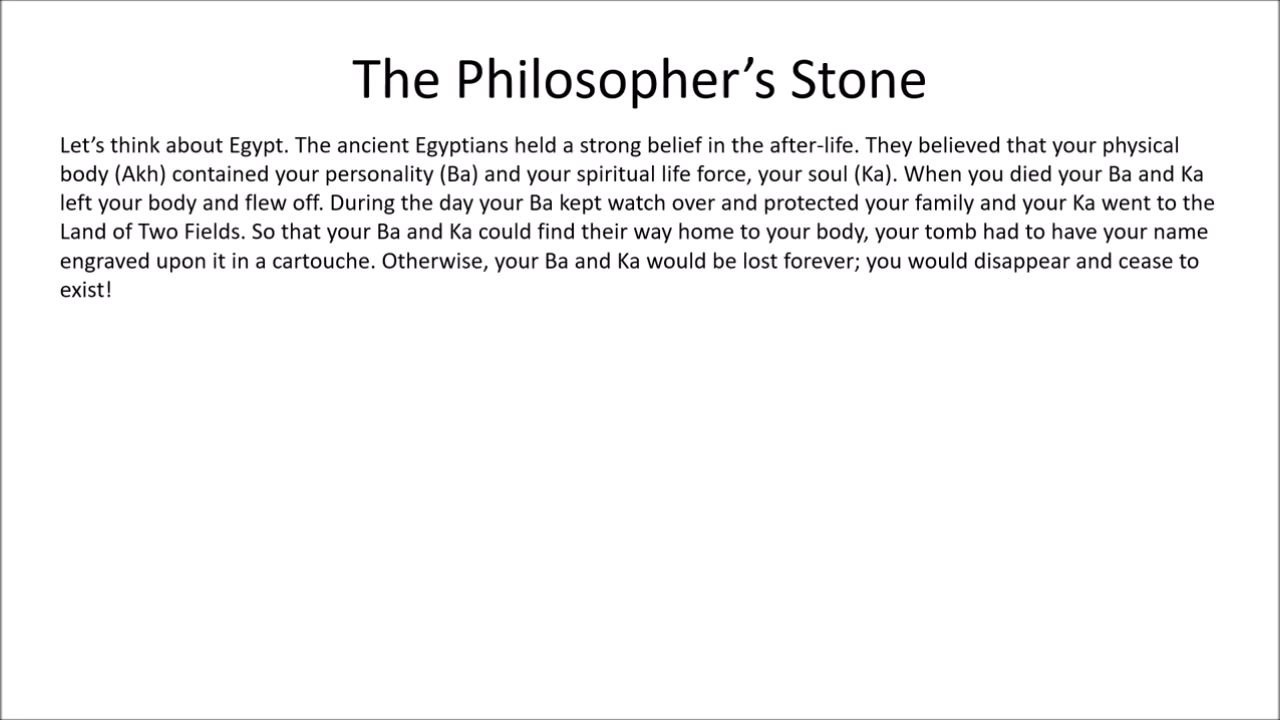 The Philosopher’s Stone
Let’s think about Egypt. The ancient Egyptians held a strong belief in the after-life. They believed that your physical
body (Akh) contained your personality (Ba) and your spiritual life force, your soul (Ka). When you died your Ba and Ka
left your body and flew off. During the day your Ba kept watch over and protected your family and your Ka went to the
Land of Two Fields. So that your Ba and Ka could find their way home to your body, your tomb had to have your name
engraved upon it in a cartouche. Otherwise, your Ba and Ka would be lost forever; you would disappear and cease to
exist!